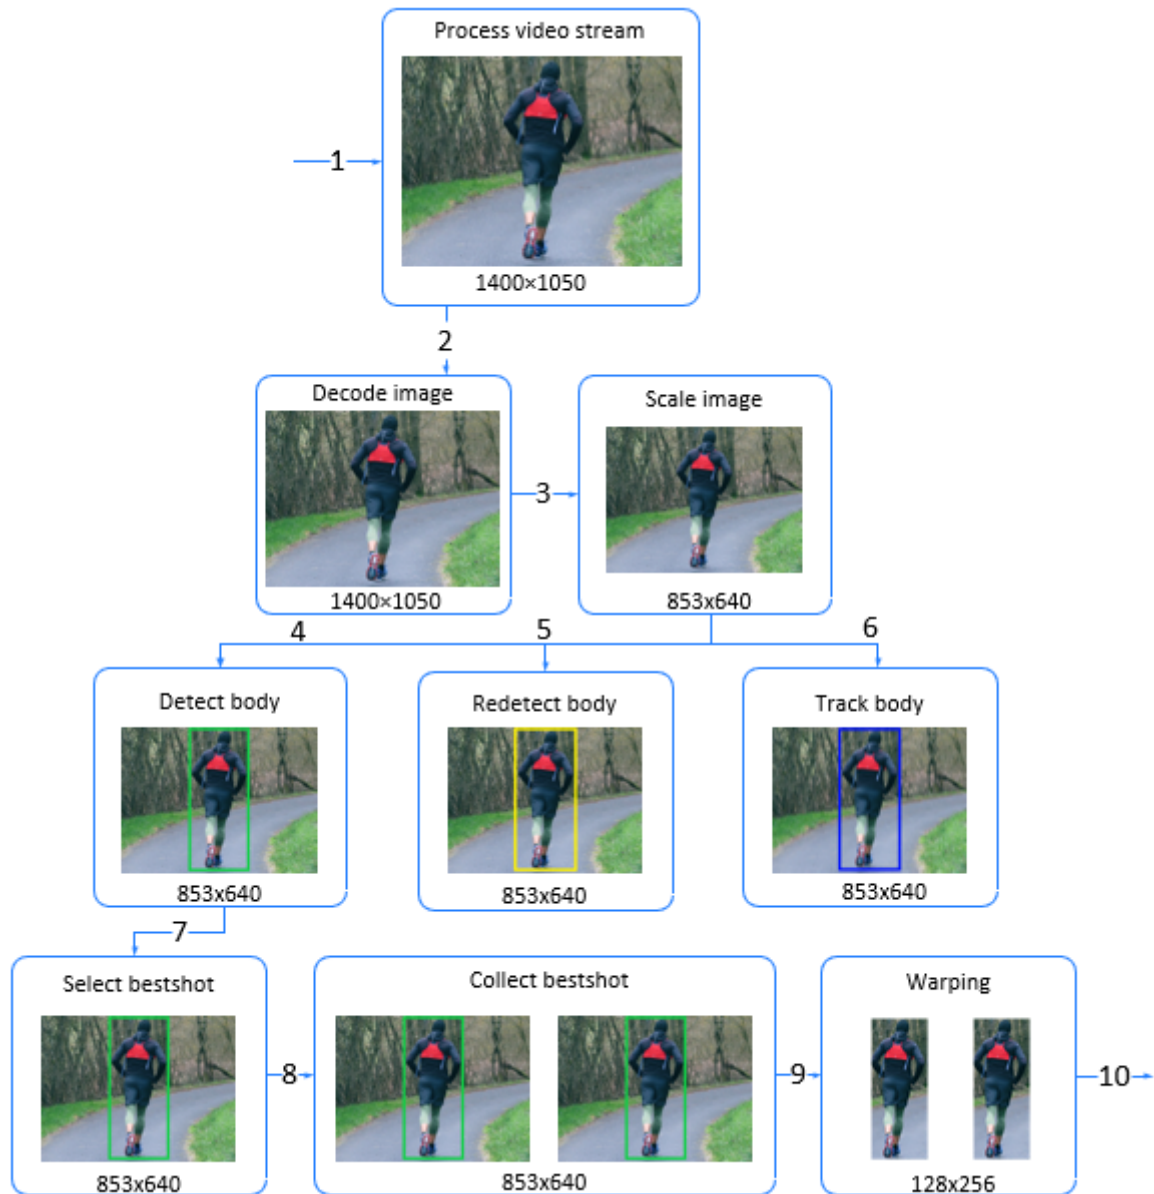 Process video stream
1
1400×1050
2
Decode image
Scale image
3
1400×1050
853x640
4
5
6
Detect body
Redetect body
Track body
853x640
853x640
853x640
7
Select bestshot
Collect bestshot
Warping
8
9
10
853x640
853x640
128x256